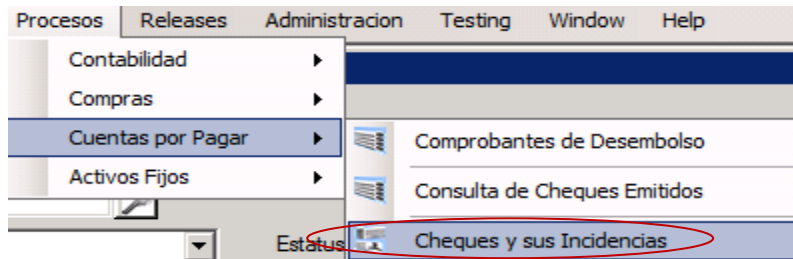 Procesos Releases Administracion Testing Window Help
Contabilidad
Compras
Cuentas por Pagar
Comprobantes de Desembolso
Activos Fijos
Consulta de Cheques Emitidos
Estatus
Cheques y sus Incidencias